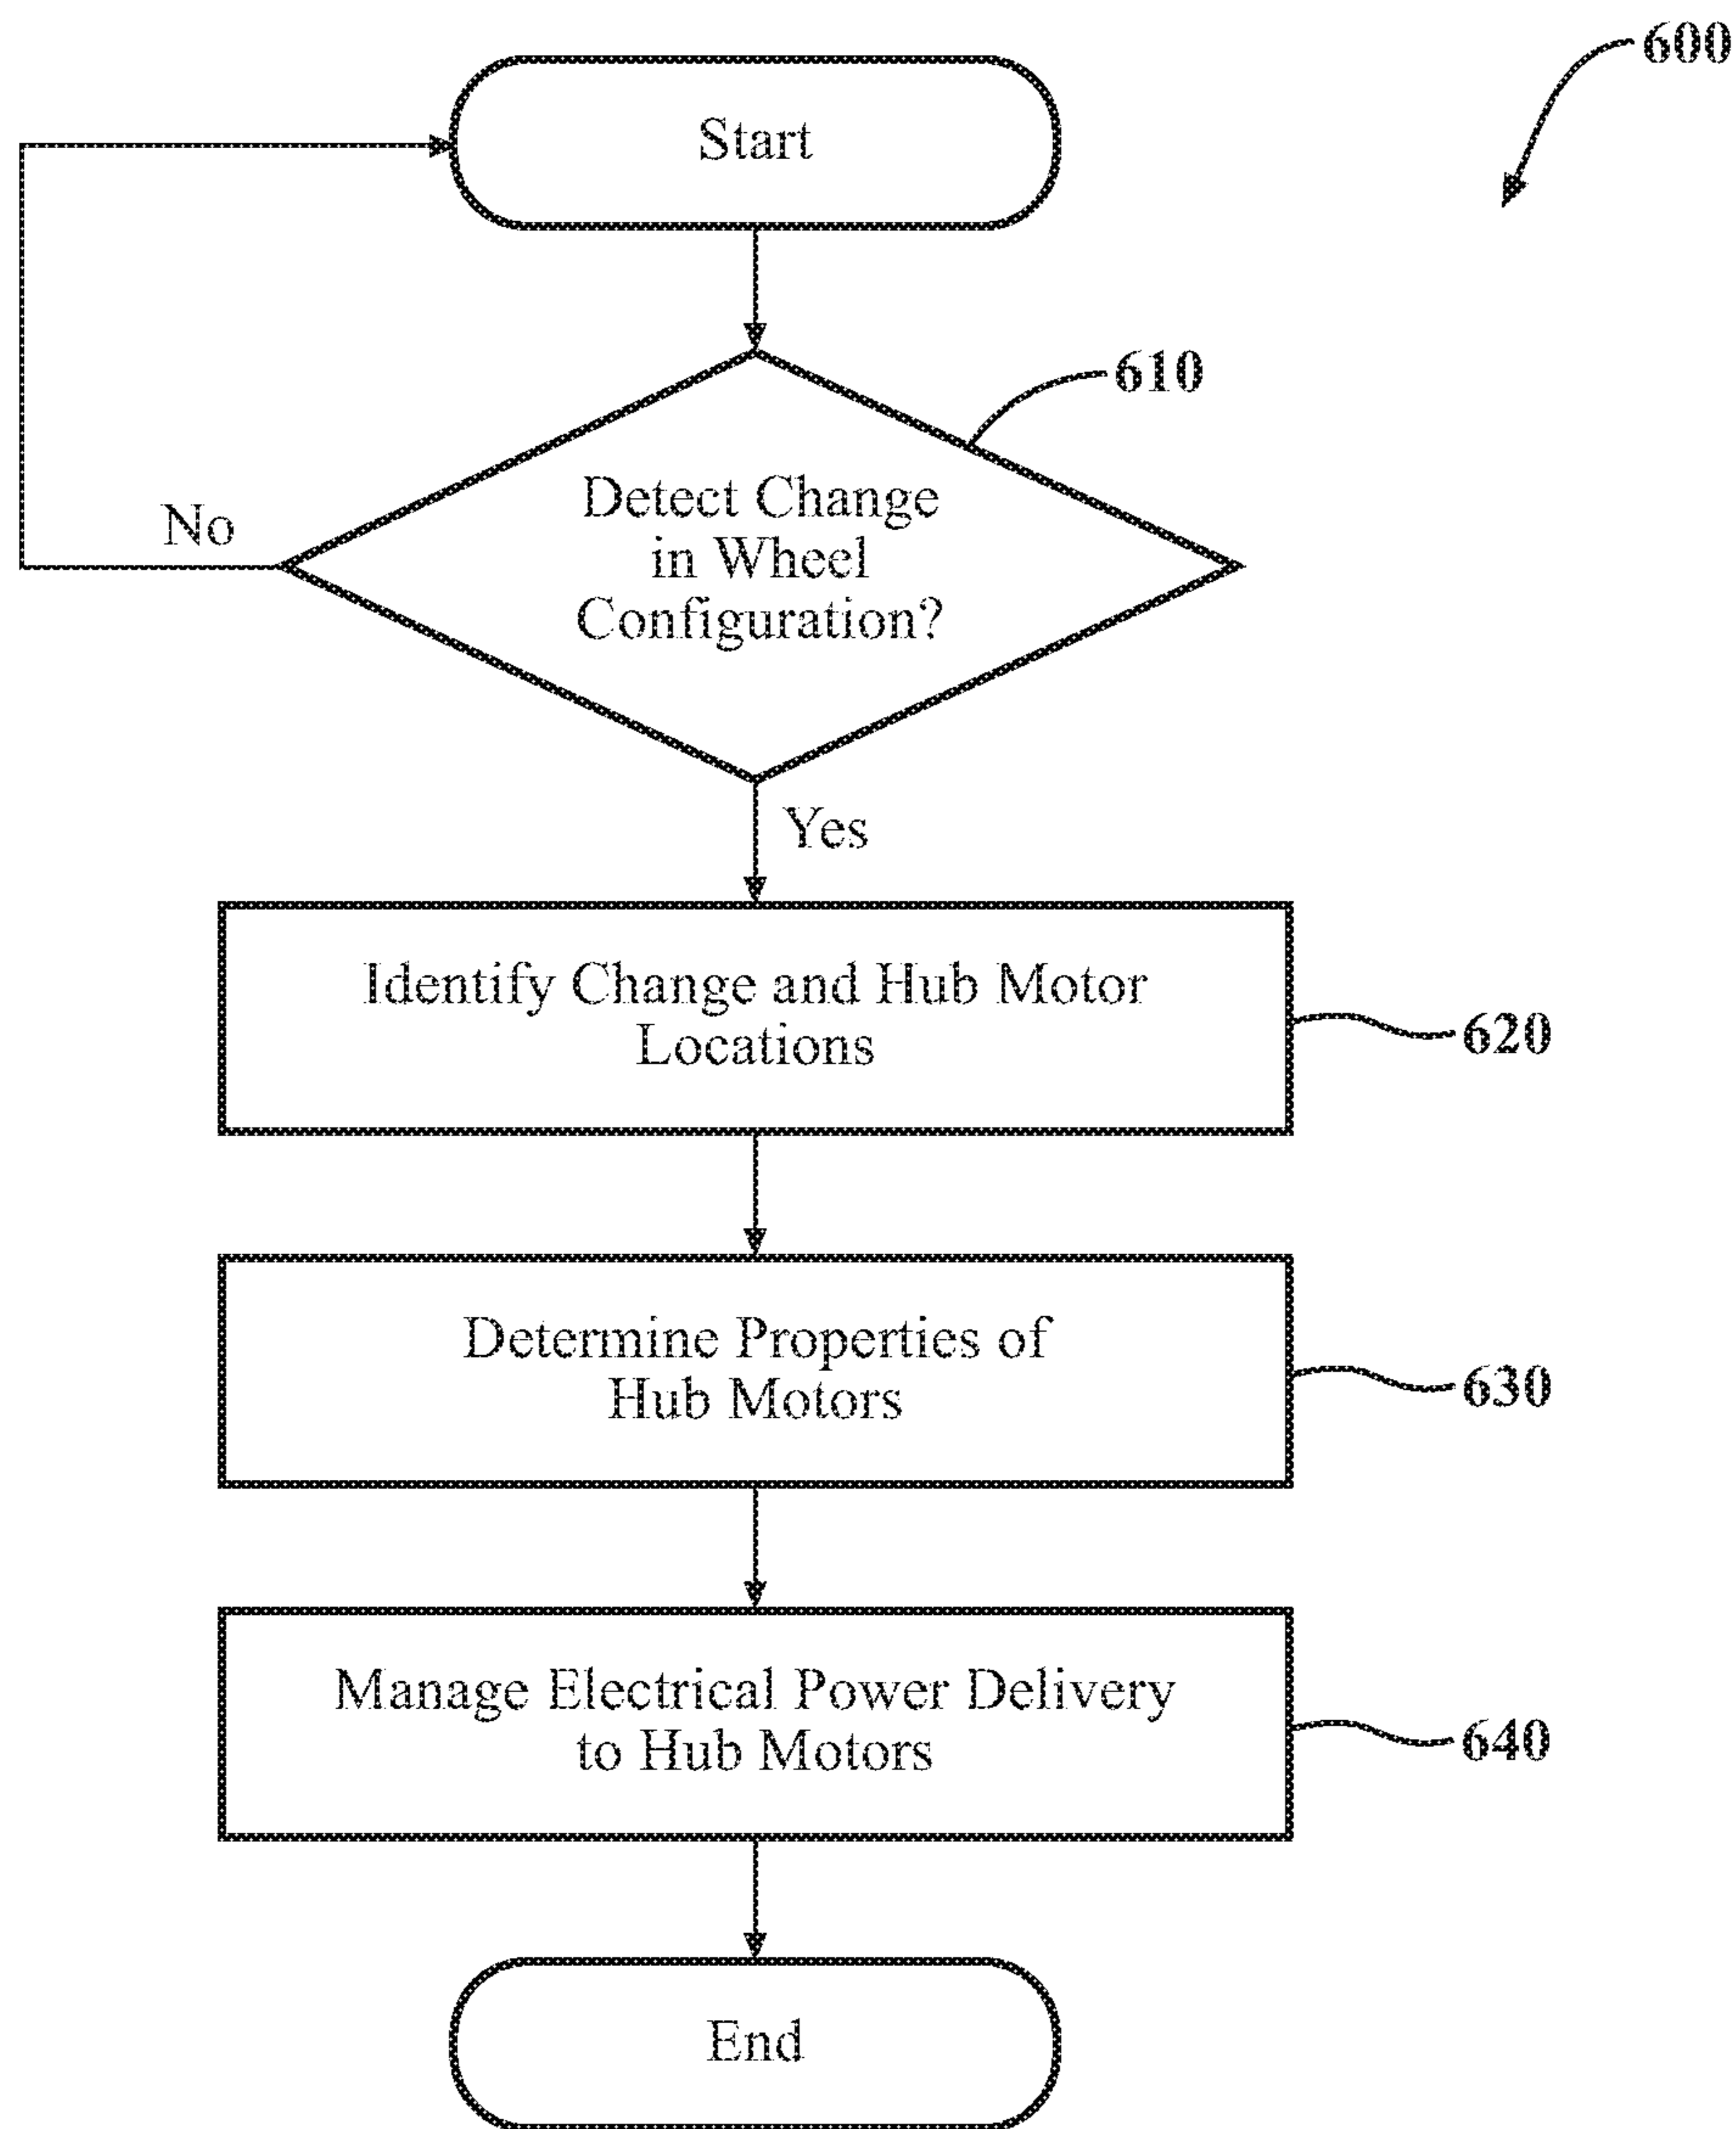 600
Start
610
Detect Change
in Wheel
Configuration?
No
Yes
Identify Change and Hub Motor
Locations
620
Determine Properties of
Hub Motors
630
Manage Electrical Power Delivery
to Hub Motors
640
End